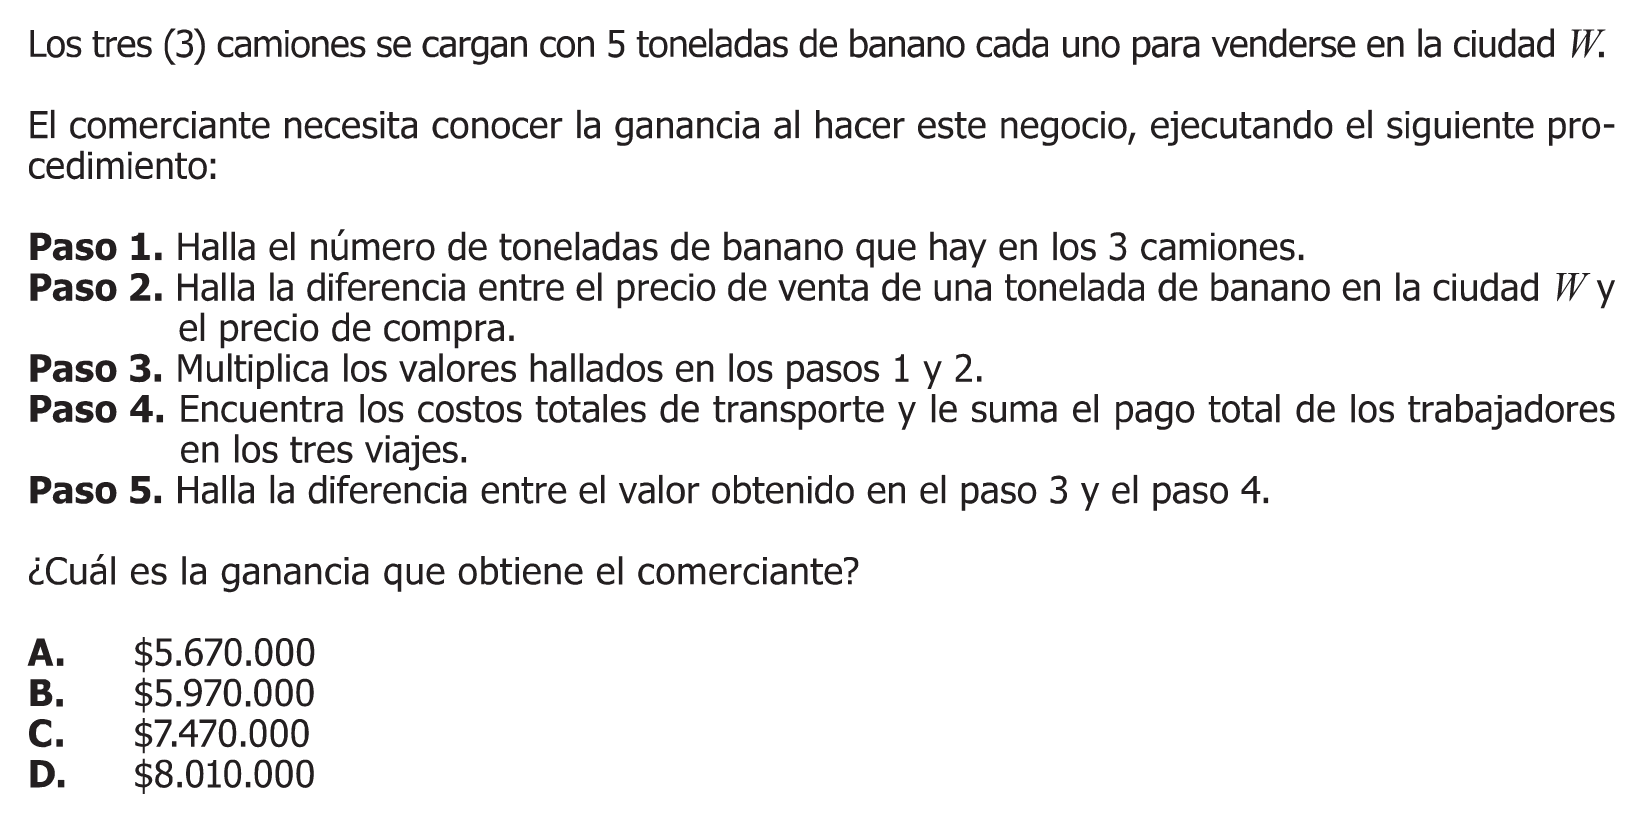 Los tres (3) camiones se cargan con 5 toneladas de banano cada uno para venderse en la ciudad W.
El comerciante necesita conocer la ganancia al hacer este negocio, ejecutando el siguiente pro-
cedimiento:
Paso 1. Halla el número de toneladas de banano que hay en los 3 camiones.
Paso 2. Halla la diferencia entre el precio de venta de una tonelada de banano en la ciudad W y
el precio de compra.
Paso 3. Multiplica los valores hallados en los pasos 1 y 2.
Paso 4. Encuentra los costos totales de transporte y le suma el pago total de los trabajadores
en los tres viajes.
Paso 5. Halla la diferencia entre el valor obtenido en el paso 3 y el paso 4.
¿Cuál es la ganancia que obtiene el comerciante?
A. $5.670.000
B. $5.970.000
C. $7.470.000
D. $8.010.000